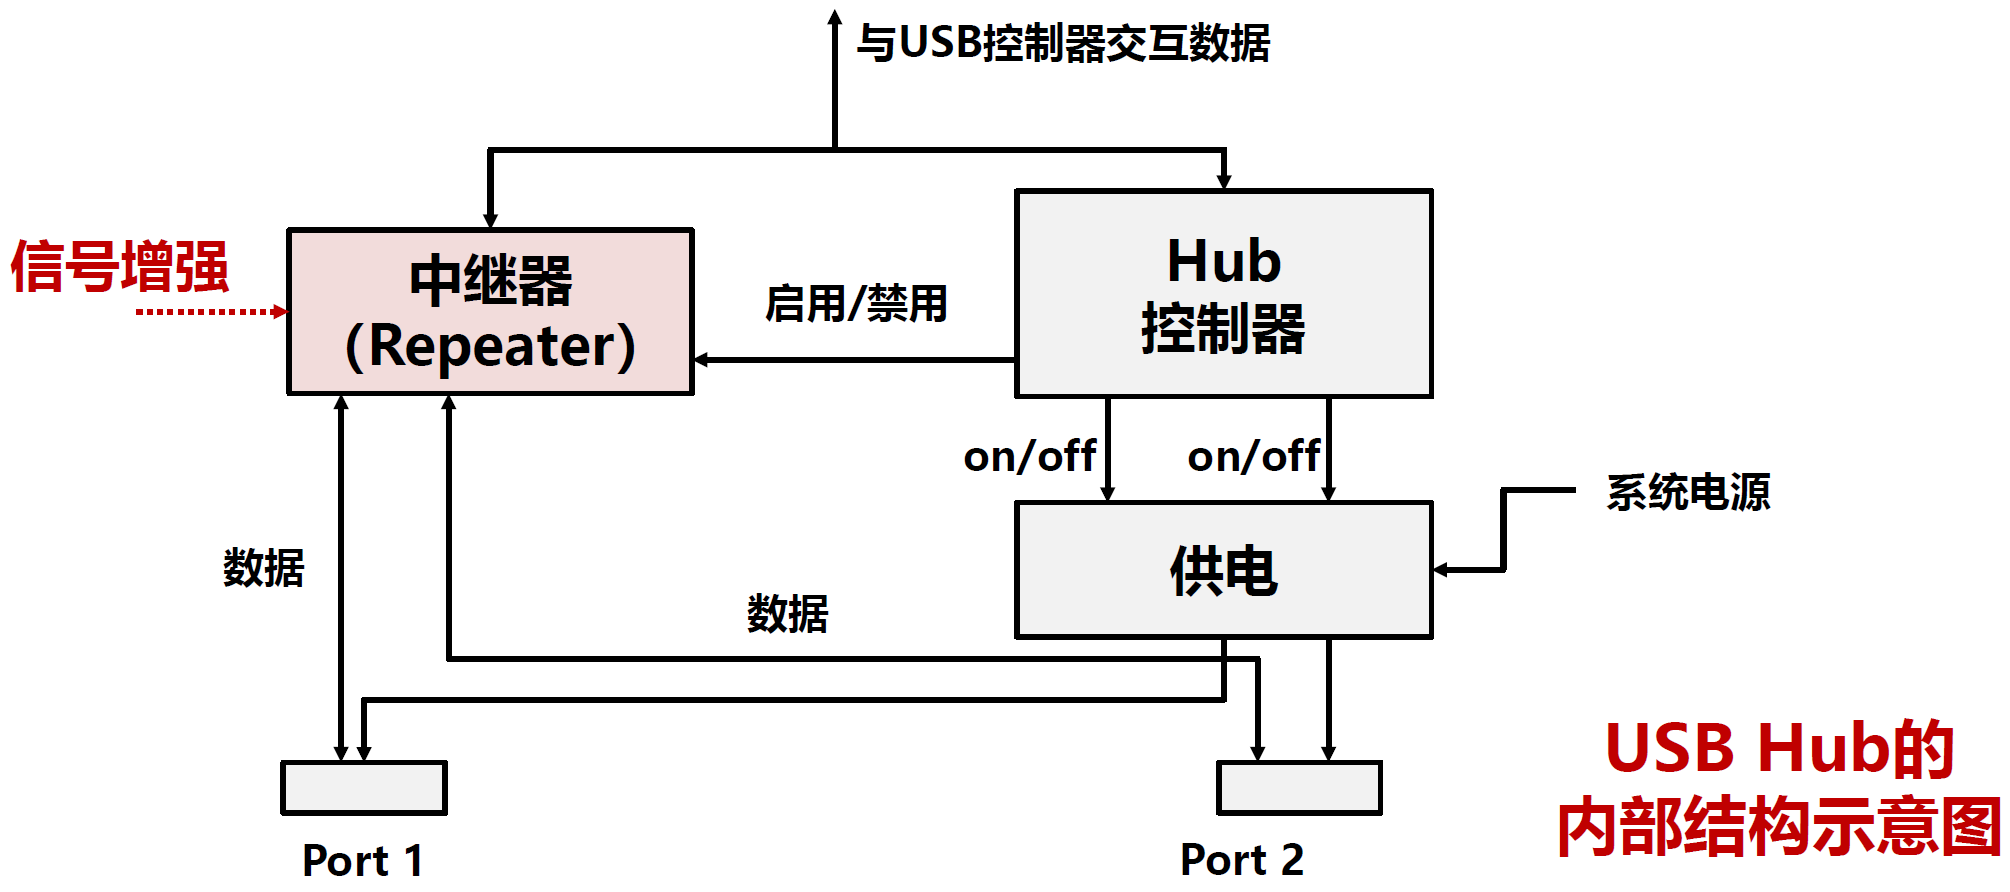 与USB控制器交互数据
信号增强
中继器
（Repeater）
启用/禁用
Hub
控制器
on/off
on/off
系统电源
供电
数据
数据
Port 1
Port 2
USB Hub的
内部结构示意图